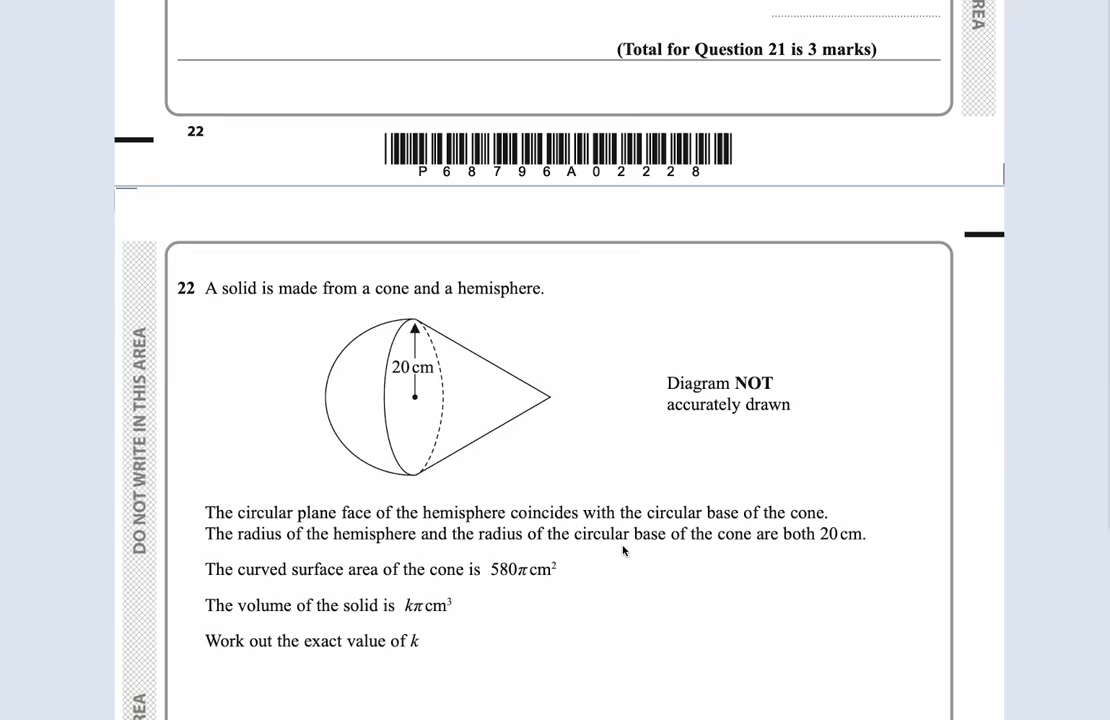 REA
(Total for Question 21 is 3 marks)
22
P 6 8 7 9 6 A 0 2 2 2 8
DO NOT WRITE IN THIS AREA
22 A solid is made from a cone and a hemisphere.
20 cm
Diagram NOT
accurately drawn
The circular plane face of the hemisphere coincides with the circular base of the cone.
The radius of the hemisphere and the radius of the circular base of the cone are both 20 cm.
The curved surface area of the cone is 580π cm²
The volume of the solid is kπ cm³
Work out the exact value of k
REA